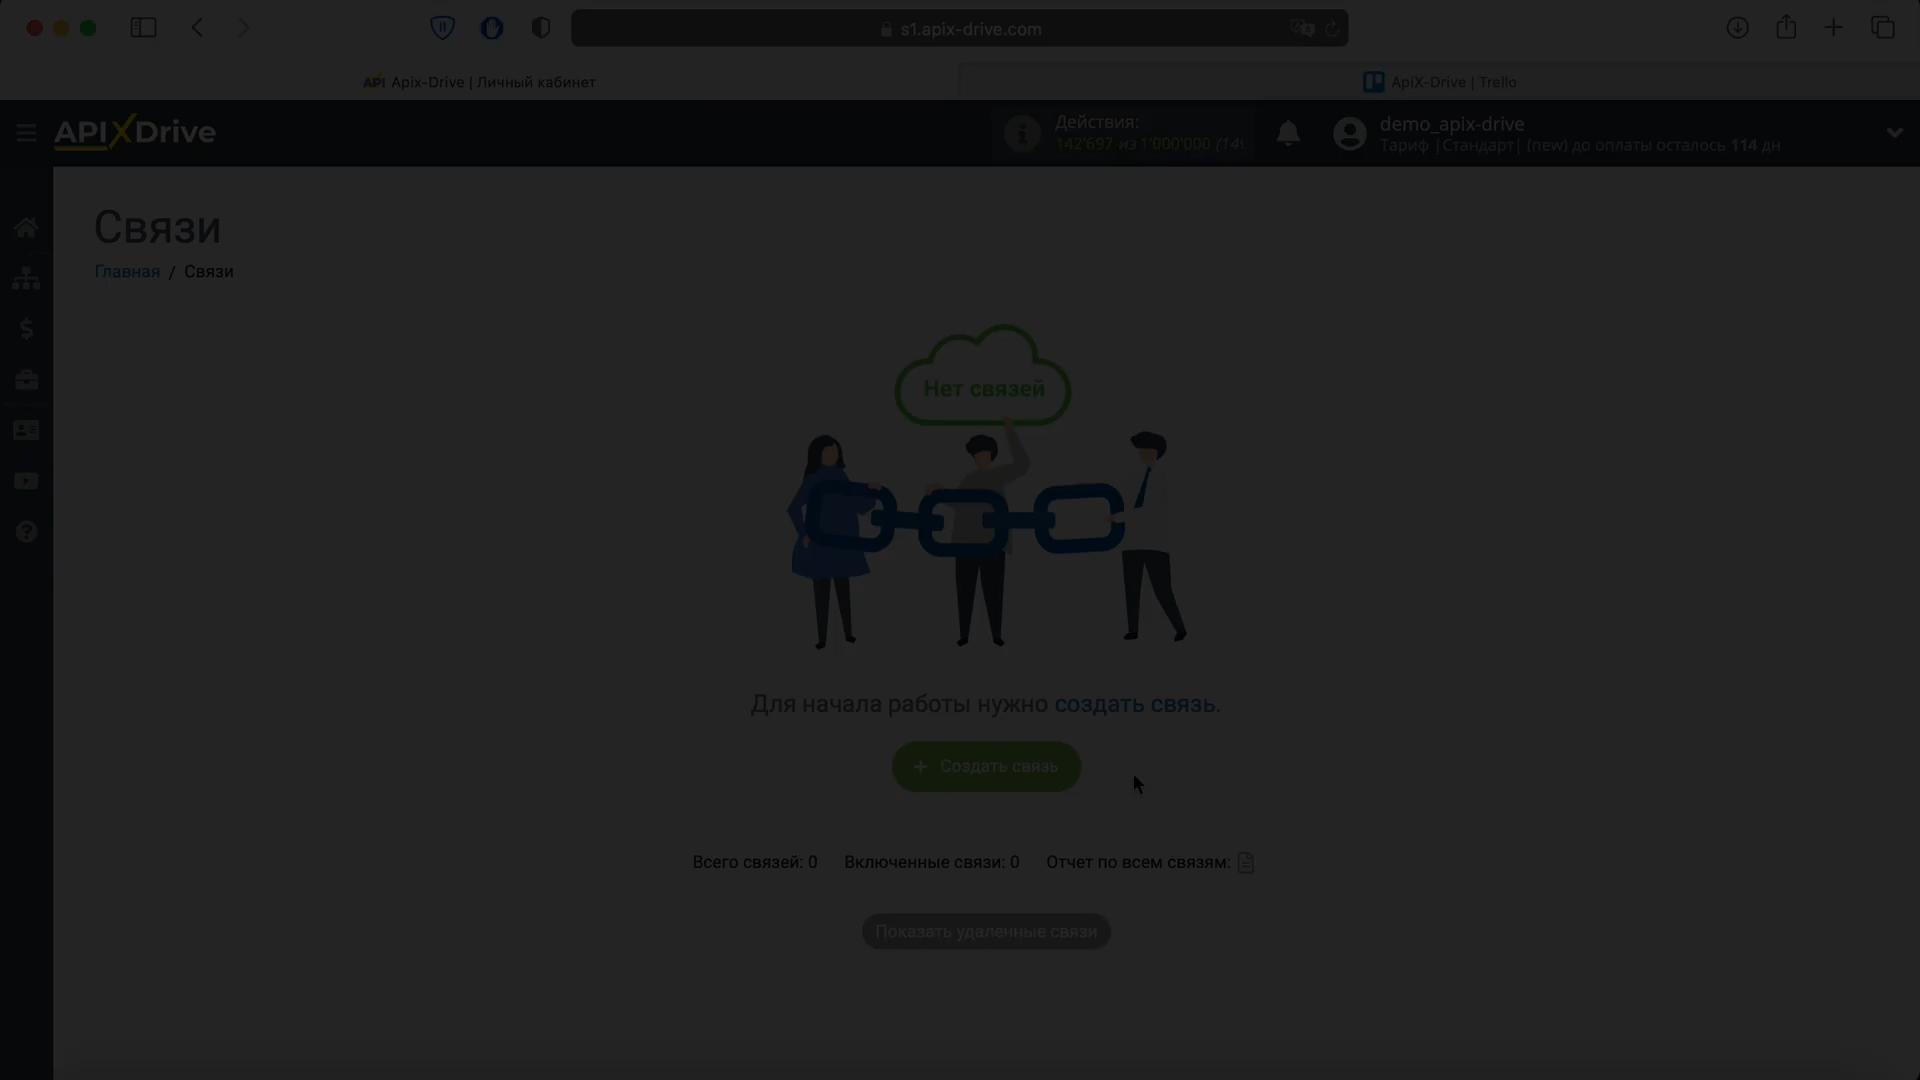 s1.apix-drive.com
API Apix-Drive | Личный кабинет
ApiX-Drive | Trello
APIXDrive
Действия:
142'697 из 1'000'000 (14
demo_apix-drive
Тариф |Стандарт| (new) до оплаты осталось 114 дн
Связи
Главная / Связи
Нет связей
Для начала работы нужно создать связь.
+ Создать связь
Всего связей: 0 Включенные связи: 0 Отчет по всем связям:
Показать удаленные связи